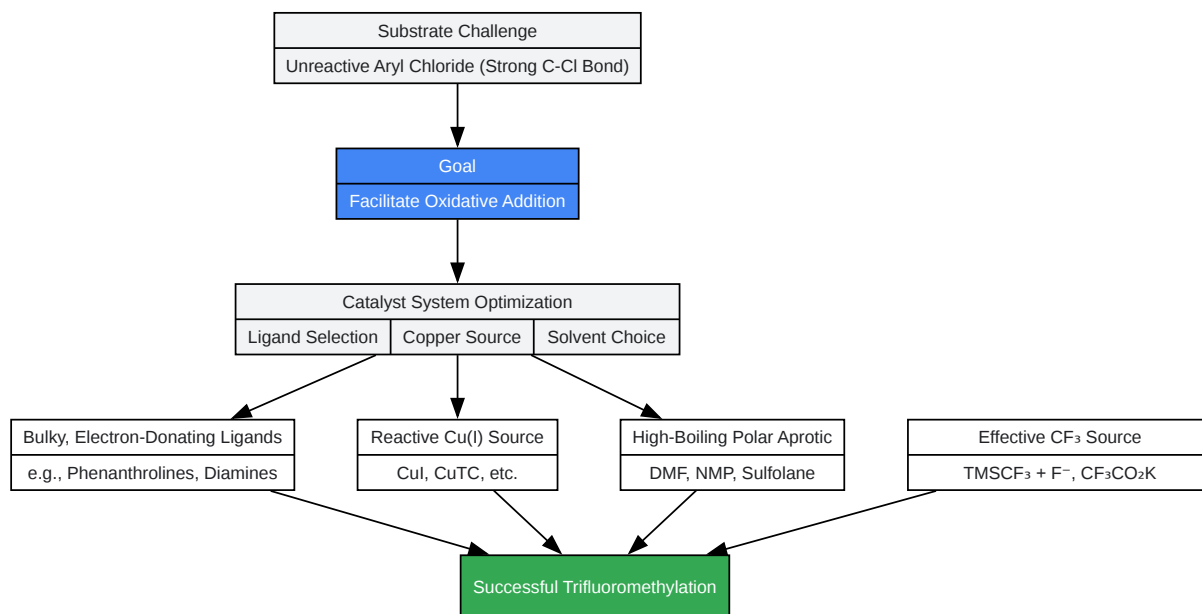 Substrate Challenge
Unreactive Aryl Chloride (Strong C-Cl Bond)
Goal
Facilitate Oxidative Addition
Catalyst System Optimization
Ligand Selection
Copper Source
Solvent Choice
Bulky, Electron-Donating Ligands
e.g., Phenanthrolines, Diamines
Reactive Cu(I) Source
CuI, CuTC, etc.
High-Boiling Polar Aprotic
DMF, NMP, Sulfolane
Effective CF₃ Source
TMSCF₃ + F⁻, CF₃CO₂K
Successful Trifluoromethylation